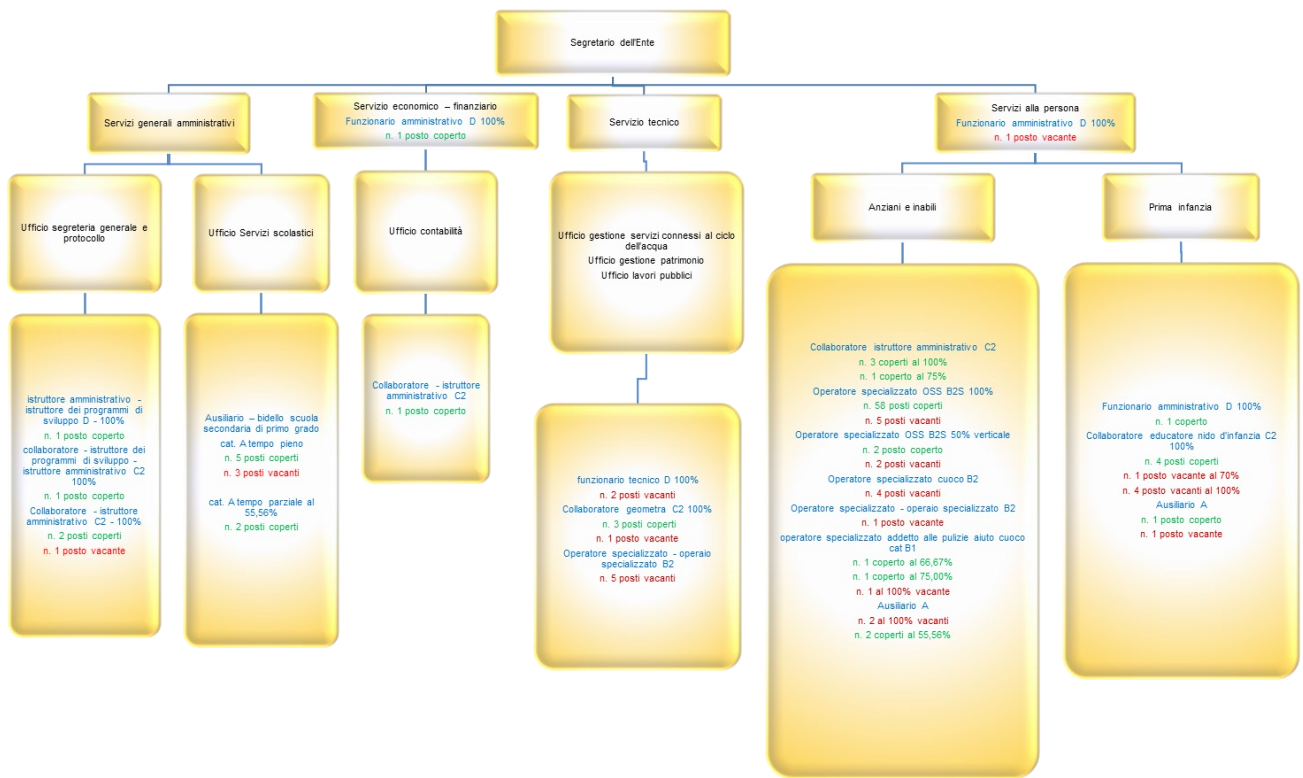 Segretario dell'Ente
Servizi generali amministrativi
Servizio economico – finanziario
Funzionario amministrativo D 100%
n. 1 posto coperto
Servizio tecnico
Servizi alla persona
Funzionario amministrativo D 100%
n. 1 posto vacante
Ufficio segreteria generale e
protocollo
Ufficio Servizi scolastici
Ufficio contabilità
Ufficio gestione servizi connessi al ciclo
dell'acqua
Ufficio gestione patrimonio
Ufficio lavori pubblici
Anziani e inabili
Prima infanzia
istruttore amministrativo -
istruttore dei programmi di
sviluppo D - 100%
n. 1 posto coperto
collaboratore - istruttore dei
programmi di sviluppo -
istruttore amministrativo C2
100%
n. 1 posto coperto
Collaboratore - istruttore
amministrativo C2 - 100%
n. 2 posti coperti
n. 1 posto vacante
Ausiliario – bidello scuola
secondaria di primo grado
cat. A tempo pieno
n. 5 posti coperti
n. 3 posti vacanti
cat. A tempo parziale al
55,56%
n. 2 posti coperti
Collaboratore - istruttore
amministrativo C2
n. 1 posto coperto
funzionario tecnico D 100%
n. 2 posti vacanti
Collaboratore geometra C2 100%
n. 3 posti coperti
n. 1 posto vacante
Operatore specializzato - operaio
specializzato B2
n. 5 posti vacanti
Collaboratore istruttore amministrativo C2
n. 3 coperti al 100%
n. 1 coperto al 75%
Operatore specializzato OSS B2S 100%
n. 58 posti coperti
n. 5 posti vacanti
Operatore specializzato OSS B2S 50% verticale
n. 2 posto coperto
n. 2 posti vacanti
Operatore specializzato cuoco B2
n. 4 posti vacanti
Operatore specializzato - operaio specializzato B2
n. 1 posto vacante
operatore specializzato addetto alle pulizie aiuto cuoco
cat B1
n. 1 coperto al 66,67%
n. 1 coperto al 75,00%
n. 1 al 100% vacante
Ausiliario A
n. 2 al 100% vacanti
n. 2 coperti al 55,56%
Funzionario amministrativo D 100%
n. 1 coperto
Collaboratore educatore nido d'infanzia C2
100%
n. 4 posti coperti
n. 1 posto vacante al 70%
n. 4 posto vacanti al 100%
Ausiliario A
n. 1 posto coperto
n. 1 posto vacante